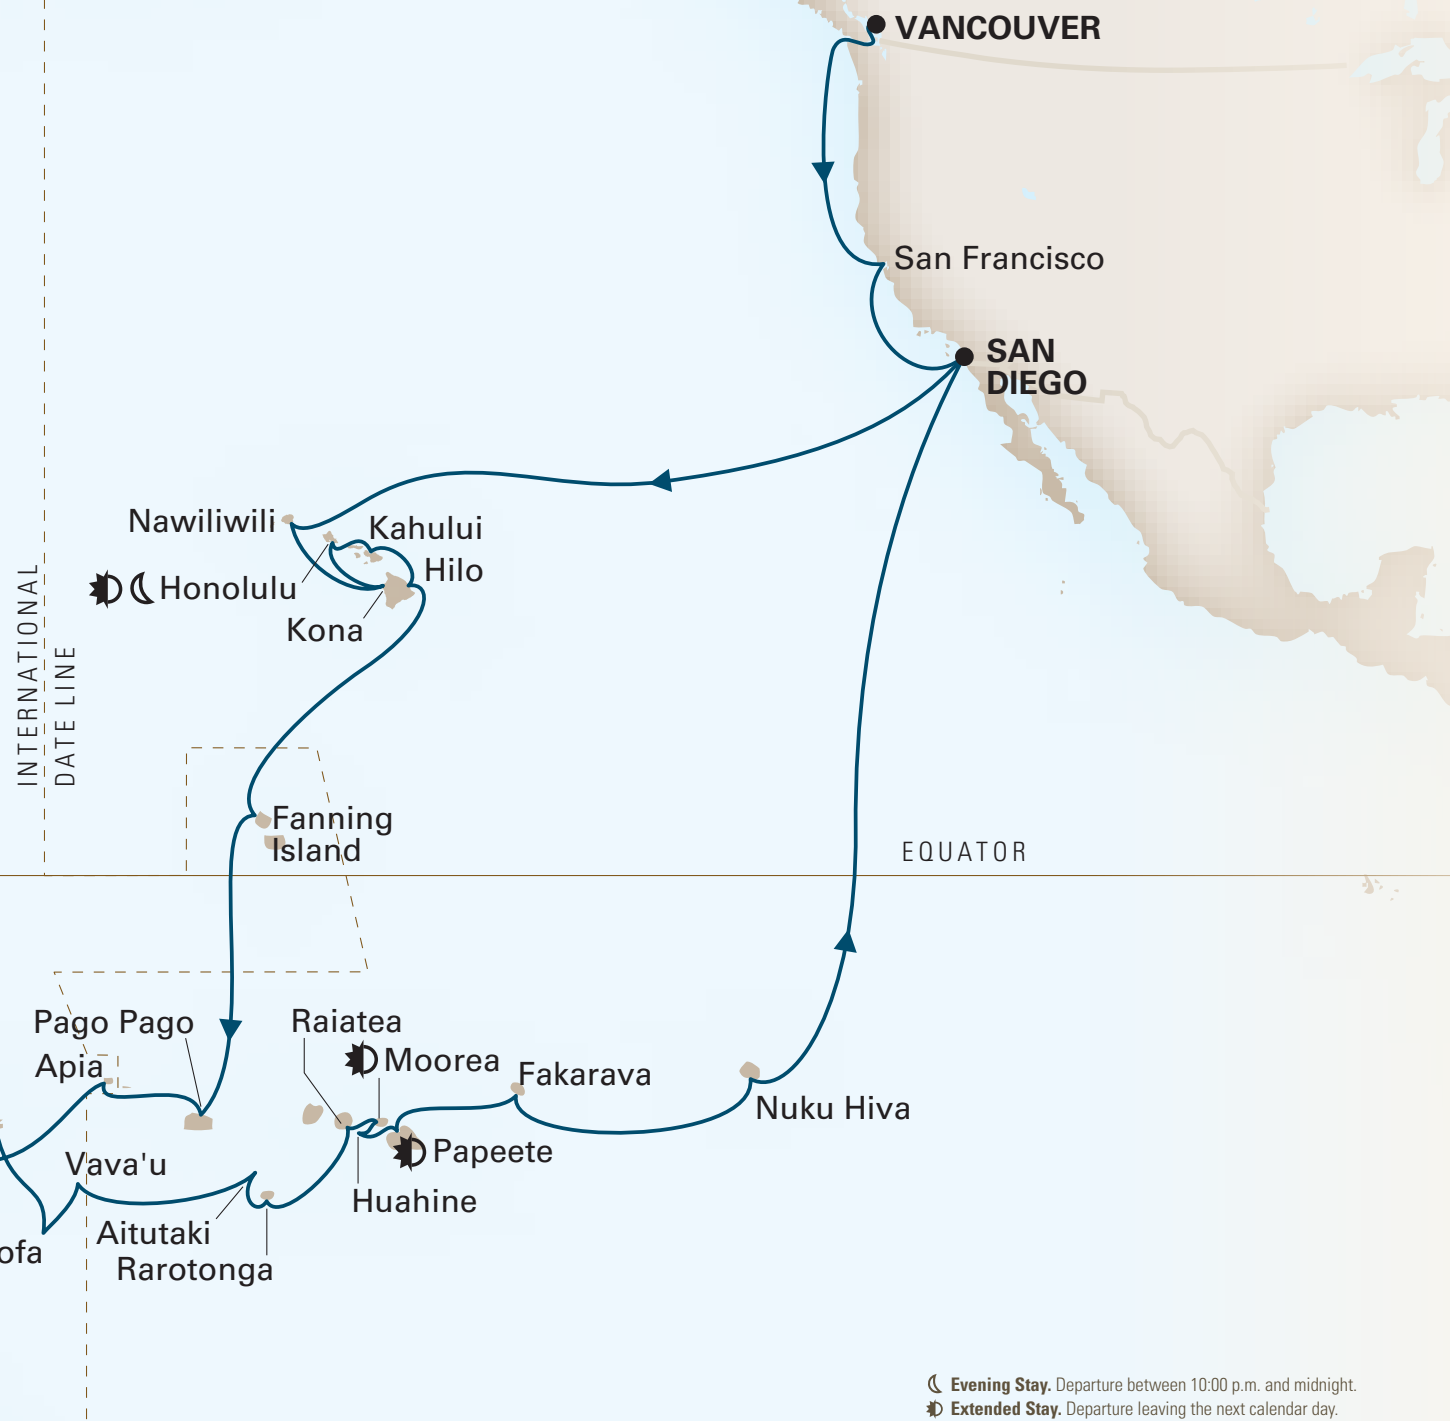 VANCOUVER
San Francisco
SAN
DIEGO
Nawiliwili
Kahului
Hilo
Honolulu
Kona
INTERNATIONAL
DATE LINE
Fanning
Island
EQUATOR
Pago Pago
Raiatea
Apia
Moorea
Fakarava
Nuku Hiva
Papeete
Vava'u
Huahine
Aitutaki
ofa
Rarotonga
Evening Stay. Departure between 10:00 p.m. and midnight.
Extended Stay. Departure leaving the next calendar day.